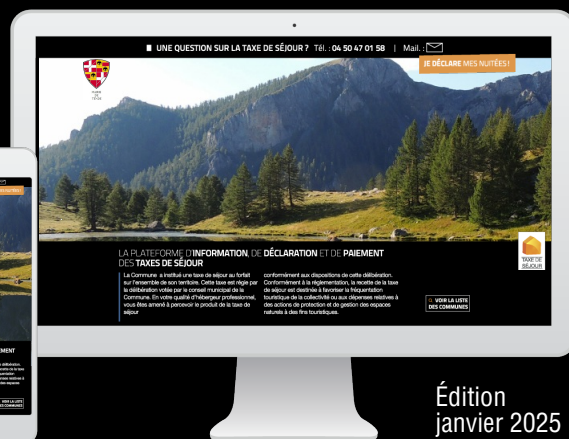 UNE QUESTION SUR LA TAXE DE SÉJOUR ? Tél. : 04 50 47 01 58 | Mail. :
JE DÉCLARE MES NUITÉES !
LA PLATEFORME D'INFORMATION, DE DÉCLARATION ET DE PAIEMENT
DES TAXES DE SÉJOUR
La Commune a institué une taxe de séjour au forfait
sur l'ensemble de son territoire. Cette taxe est régie par
la délibération votée par le conseil municipal de la
Commune. En votre qualité d'hébergeur professionnel,
vous êtes amené à percevoir le produit de la taxe de
séjour
conformément aux dispositions de cette délibération.
Conformément à la réglementation, la recette de la taxe
de séjour est destinée à favoriser la fréquentation
touristique de la collectivité ou aux dépenses relatives à
des actions de protection et de gestion des espaces
naturels à des fins touristiques.
TAXE DE
SÉJOUR
VOIR LA LISTE
DES COMMUNES
EMENT
VOIR LA LISTE
DES COMMUNES
Édition
janvier 2025